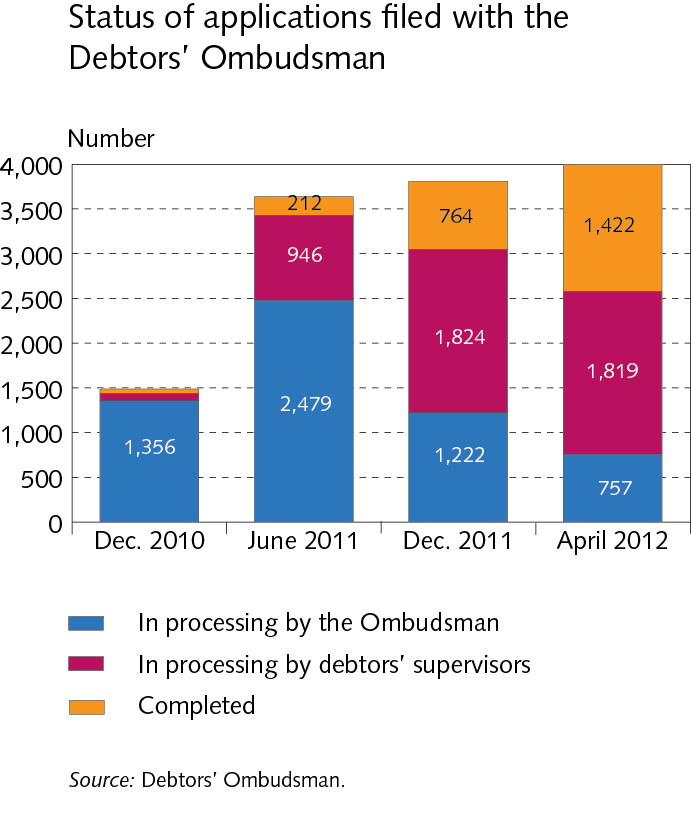 Status of applications filed with the
Debtors' Ombudsman
Number
4,000
3,500
3,000
2,500
2,000
1,500
1,000
500
0
1,356
2,479
946
212
1,222
1,824
764
757
1,819
1,422
Dec. 2010
June 2011
Dec. 2011
April 2012
In processing by the Ombudsman
In processing by debtors' supervisors
Completed
Source: Debtors' Ombudsman.